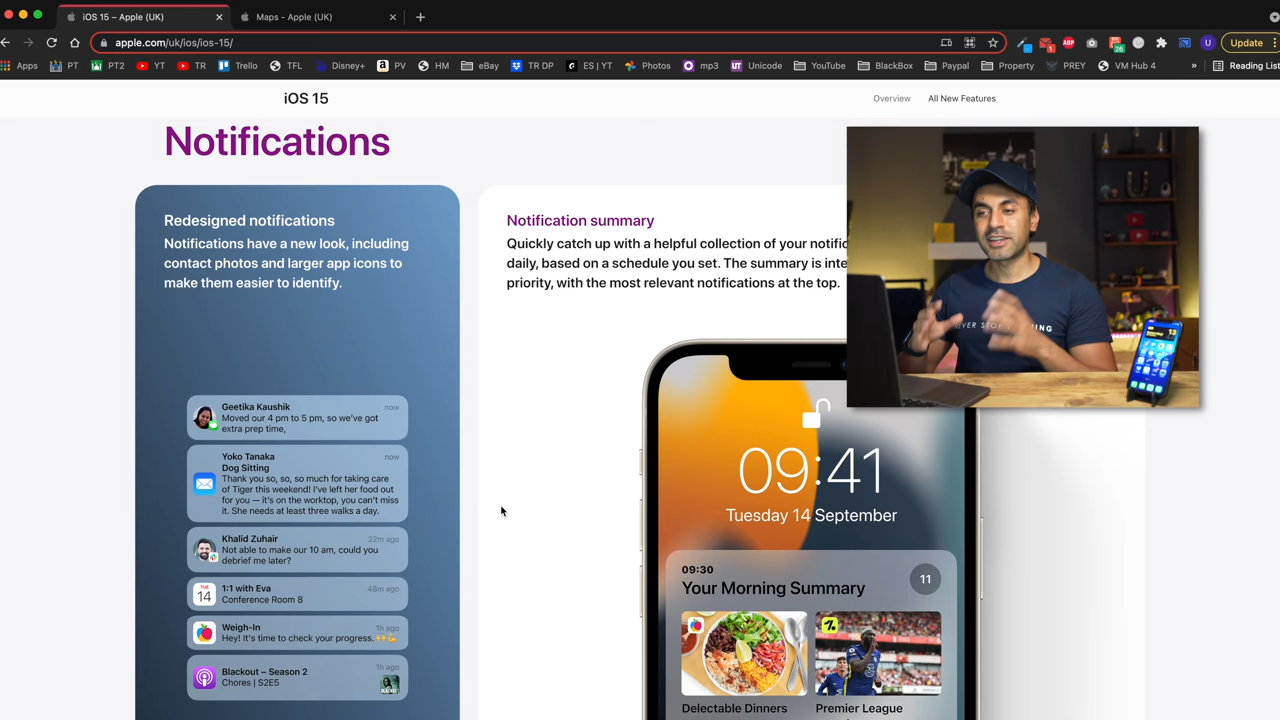 iOS 15 – Apple (UK)
Maps - Apple (UK)
apple.com/uk/ios/ios-15/
Update
Apps
PT
PT2
YT
TR
Trello
TFL
Disney+
PV
HM
eBay
TR DP
ES | YT
Photos
mp3
Unicode
YouTube
BlackBox
Paypal
Property
PREY
VM Hub 4
»
Reading List
iOS 15
Overview
All New Features
Notifications
Redesigned notifications
Notifications have a new look, including
contact photos and larger app icons to
make them easier to identify.
Geetika Kaushik
now
Moved our 4 pm to 5 pm, so we've got
extra prep time,
Yoko Tanaka
now
Dog Sitting
Thank you so, so, so much for taking care
of Tiger this weekend! I've left her food out
for you — it's on the worktop, you can't miss
it. She needs at least three walks a day.
Khalid Zuhair
22m ago
Not able to make our 10 am, could you
debrief me later?
TUE
14
1:1 with Eva
48m ago
Conference Room 8
Weigh-In
1h ago
Hey! It's time to check your progress.
Blackout – Season 2
1h ago
Chores | S2E5
Notification summary
Quickly catch up with a helpful collection of your notific
daily, based on a schedule you set. The summary is inte
priority, with the most relevant notifications at the top.
09:41
Tuesday 14 September
09:30
Your Morning Summary
11
Delectable Dinners
Premier League